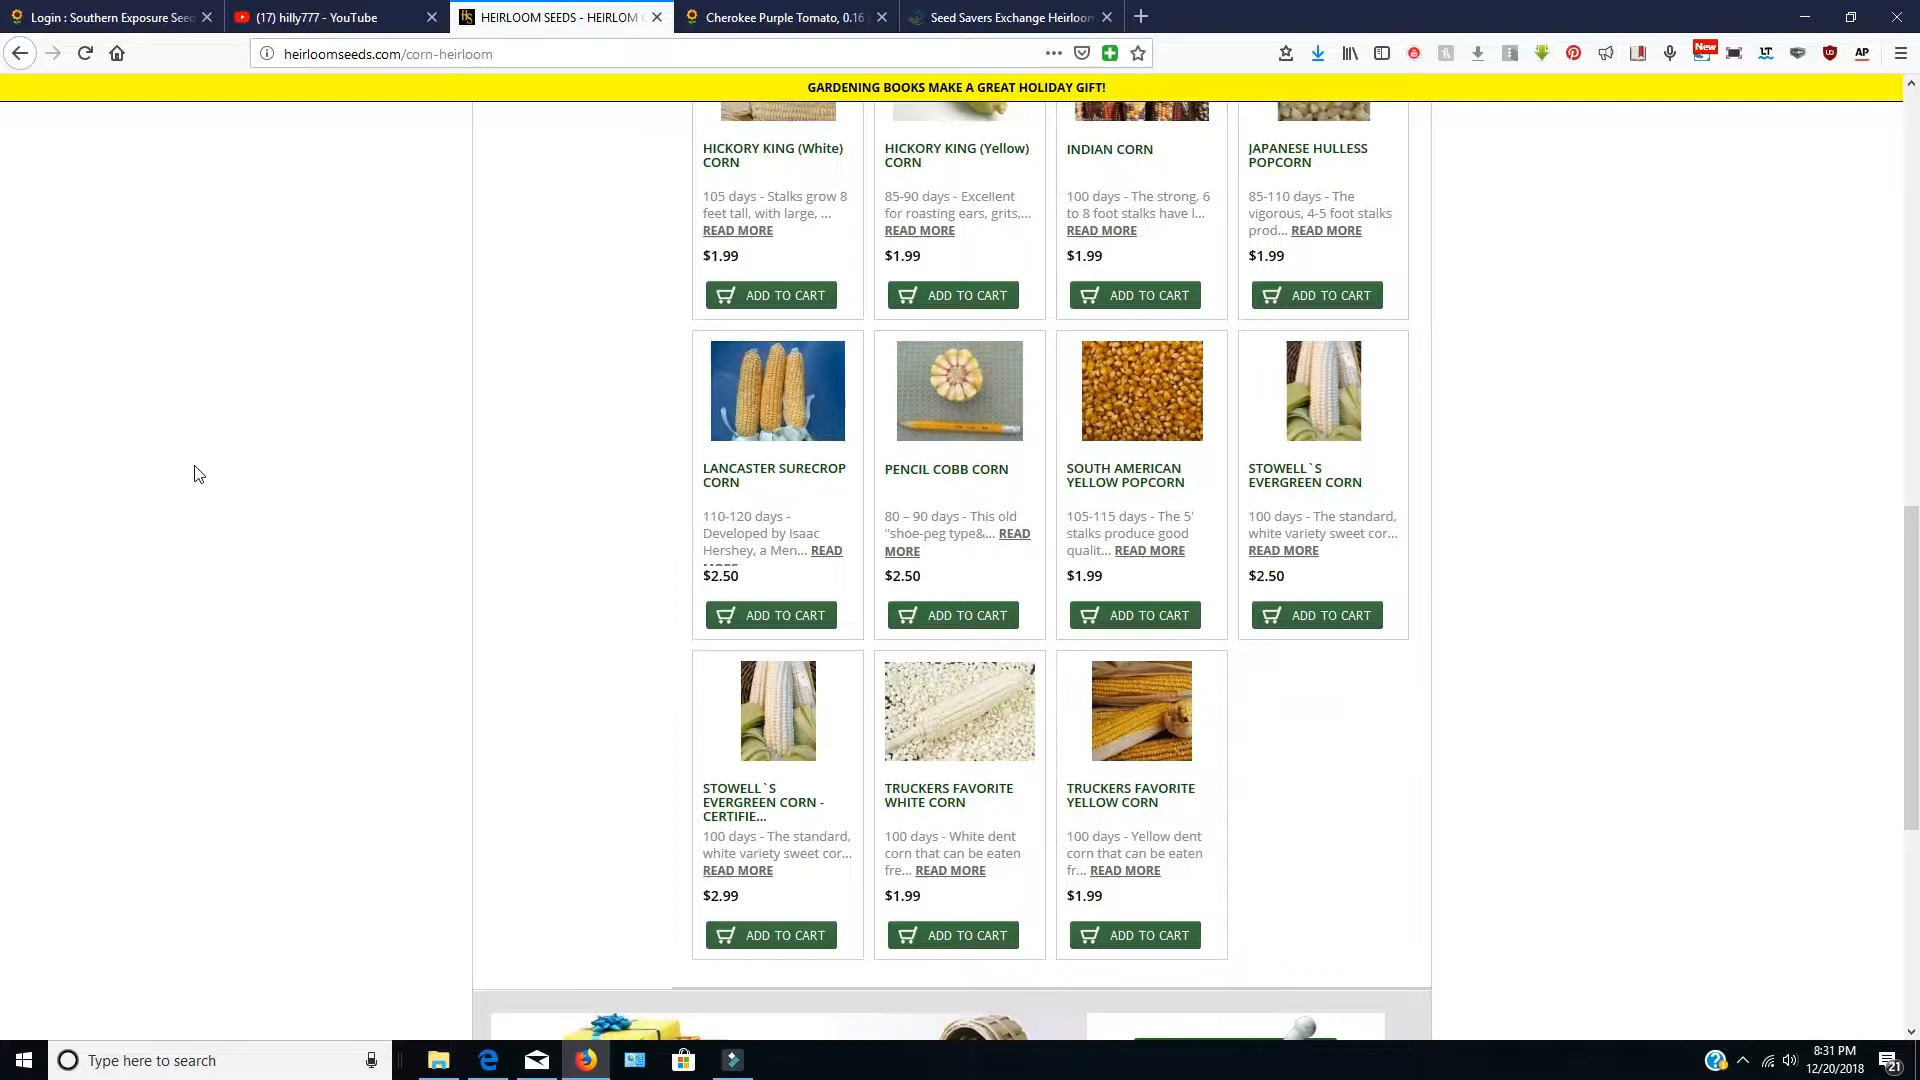 Login : Southern Exposure Seed
(17) hilly777 - YouTube
HEIRLOOM SEEDS - HEIRLOM
Cherokee Purple Tomato, 0.16
Seed Savers Exchange Heirloom
heirloomseeds.com/corn-heirloom
New
LT
AP
GARDENING BOOKS MAKE A GREAT HOLIDAY GIFT!
HICKORY KING (White)
CORN
105 days - Stalks grow 8
feet tall, with large, ...
READ MORE
$1.99
ADD TO CART
HICKORY KING (Yellow)
CORN
85-90 days - Excellent
for roasting ears, grits,...
READ MORE
$1.99
ADD TO CART
INDIAN CORN
100 days - The strong, 6
to 8 foot stalks have l...
READ MORE
$1.99
ADD TO CART
JAPANESE HULLESS
POPCORN
85-110 days - The
vigorous, 4-5 foot stalks
prod... READ MORE
$1.99
ADD TO CART
LANCASTER SURECROP
CORN
110-120 days -
Developed by Isaac
Hershey, a Men... READ
MORE
$2.50
ADD TO CART
PENCIL COBB CORN
80 – 90 days - This old
"shoe-peg type&... READ
MORE
$2.50
ADD TO CART
SOUTH AMERICAN
YELLOW POPCORN
105-115 days - The 5'
stalks produce good
qualit... READ MORE
$1.99
ADD TO CART
STOWELL`S
EVERGREEN CORN
100 days - The standard,
white variety sweet cor...
READ MORE
$2.50
ADD TO CART
STOWELL`S
EVERGREEN CORN -
CERTIFIE...
100 days - The standard,
white variety sweet cor...
READ MORE
$2.99
ADD TO CART
TRUCKERS FAVORITE
WHITE CORN
100 days - White dent
corn that can be eaten
fre... READ MORE
$1.99
ADD TO CART
TRUCKERS FAVORITE
YELLOW CORN
100 days - Yellow dent
corn that can be eaten
fr... READ MORE
$1.99
ADD TO CART
Type here to search
8:31 PM
12/20/2018
21